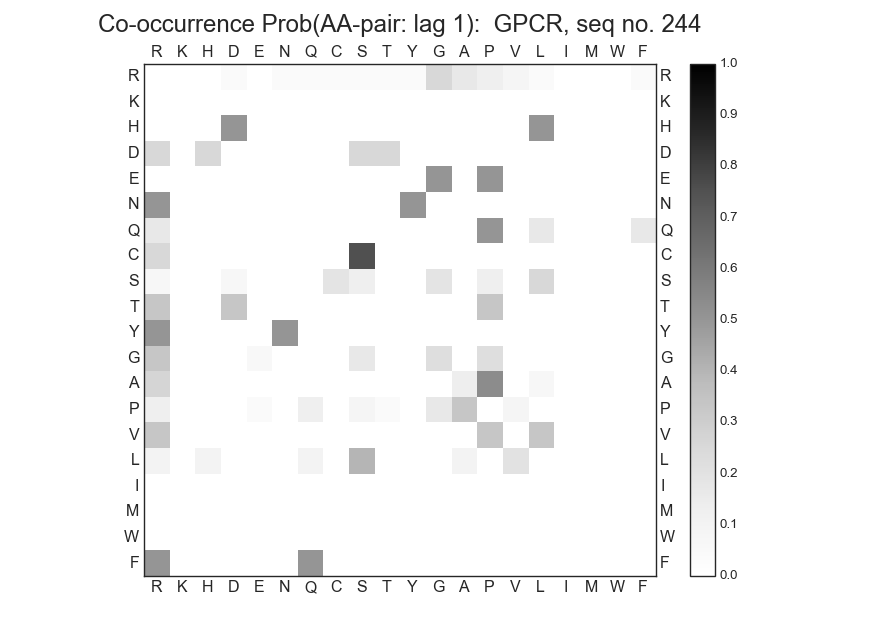 Co-occurrence Prob(AA-pair: lag 1):  GPCR, seq no. 244
R K H D E N Q C S T Y G A P V L I M W F
R R 1.0
K K
H H 0.9
D D
E E 0.8
N N 0.7
Q Q
C C 0.6
S S
T T 0.5
Y Y
G G 0.4
A A
P P 0.3
V V
L L 0.2
I I
M M 0.1
W W
F F 0.0
R K H D E N Q C S T Y G A P V L I M W F